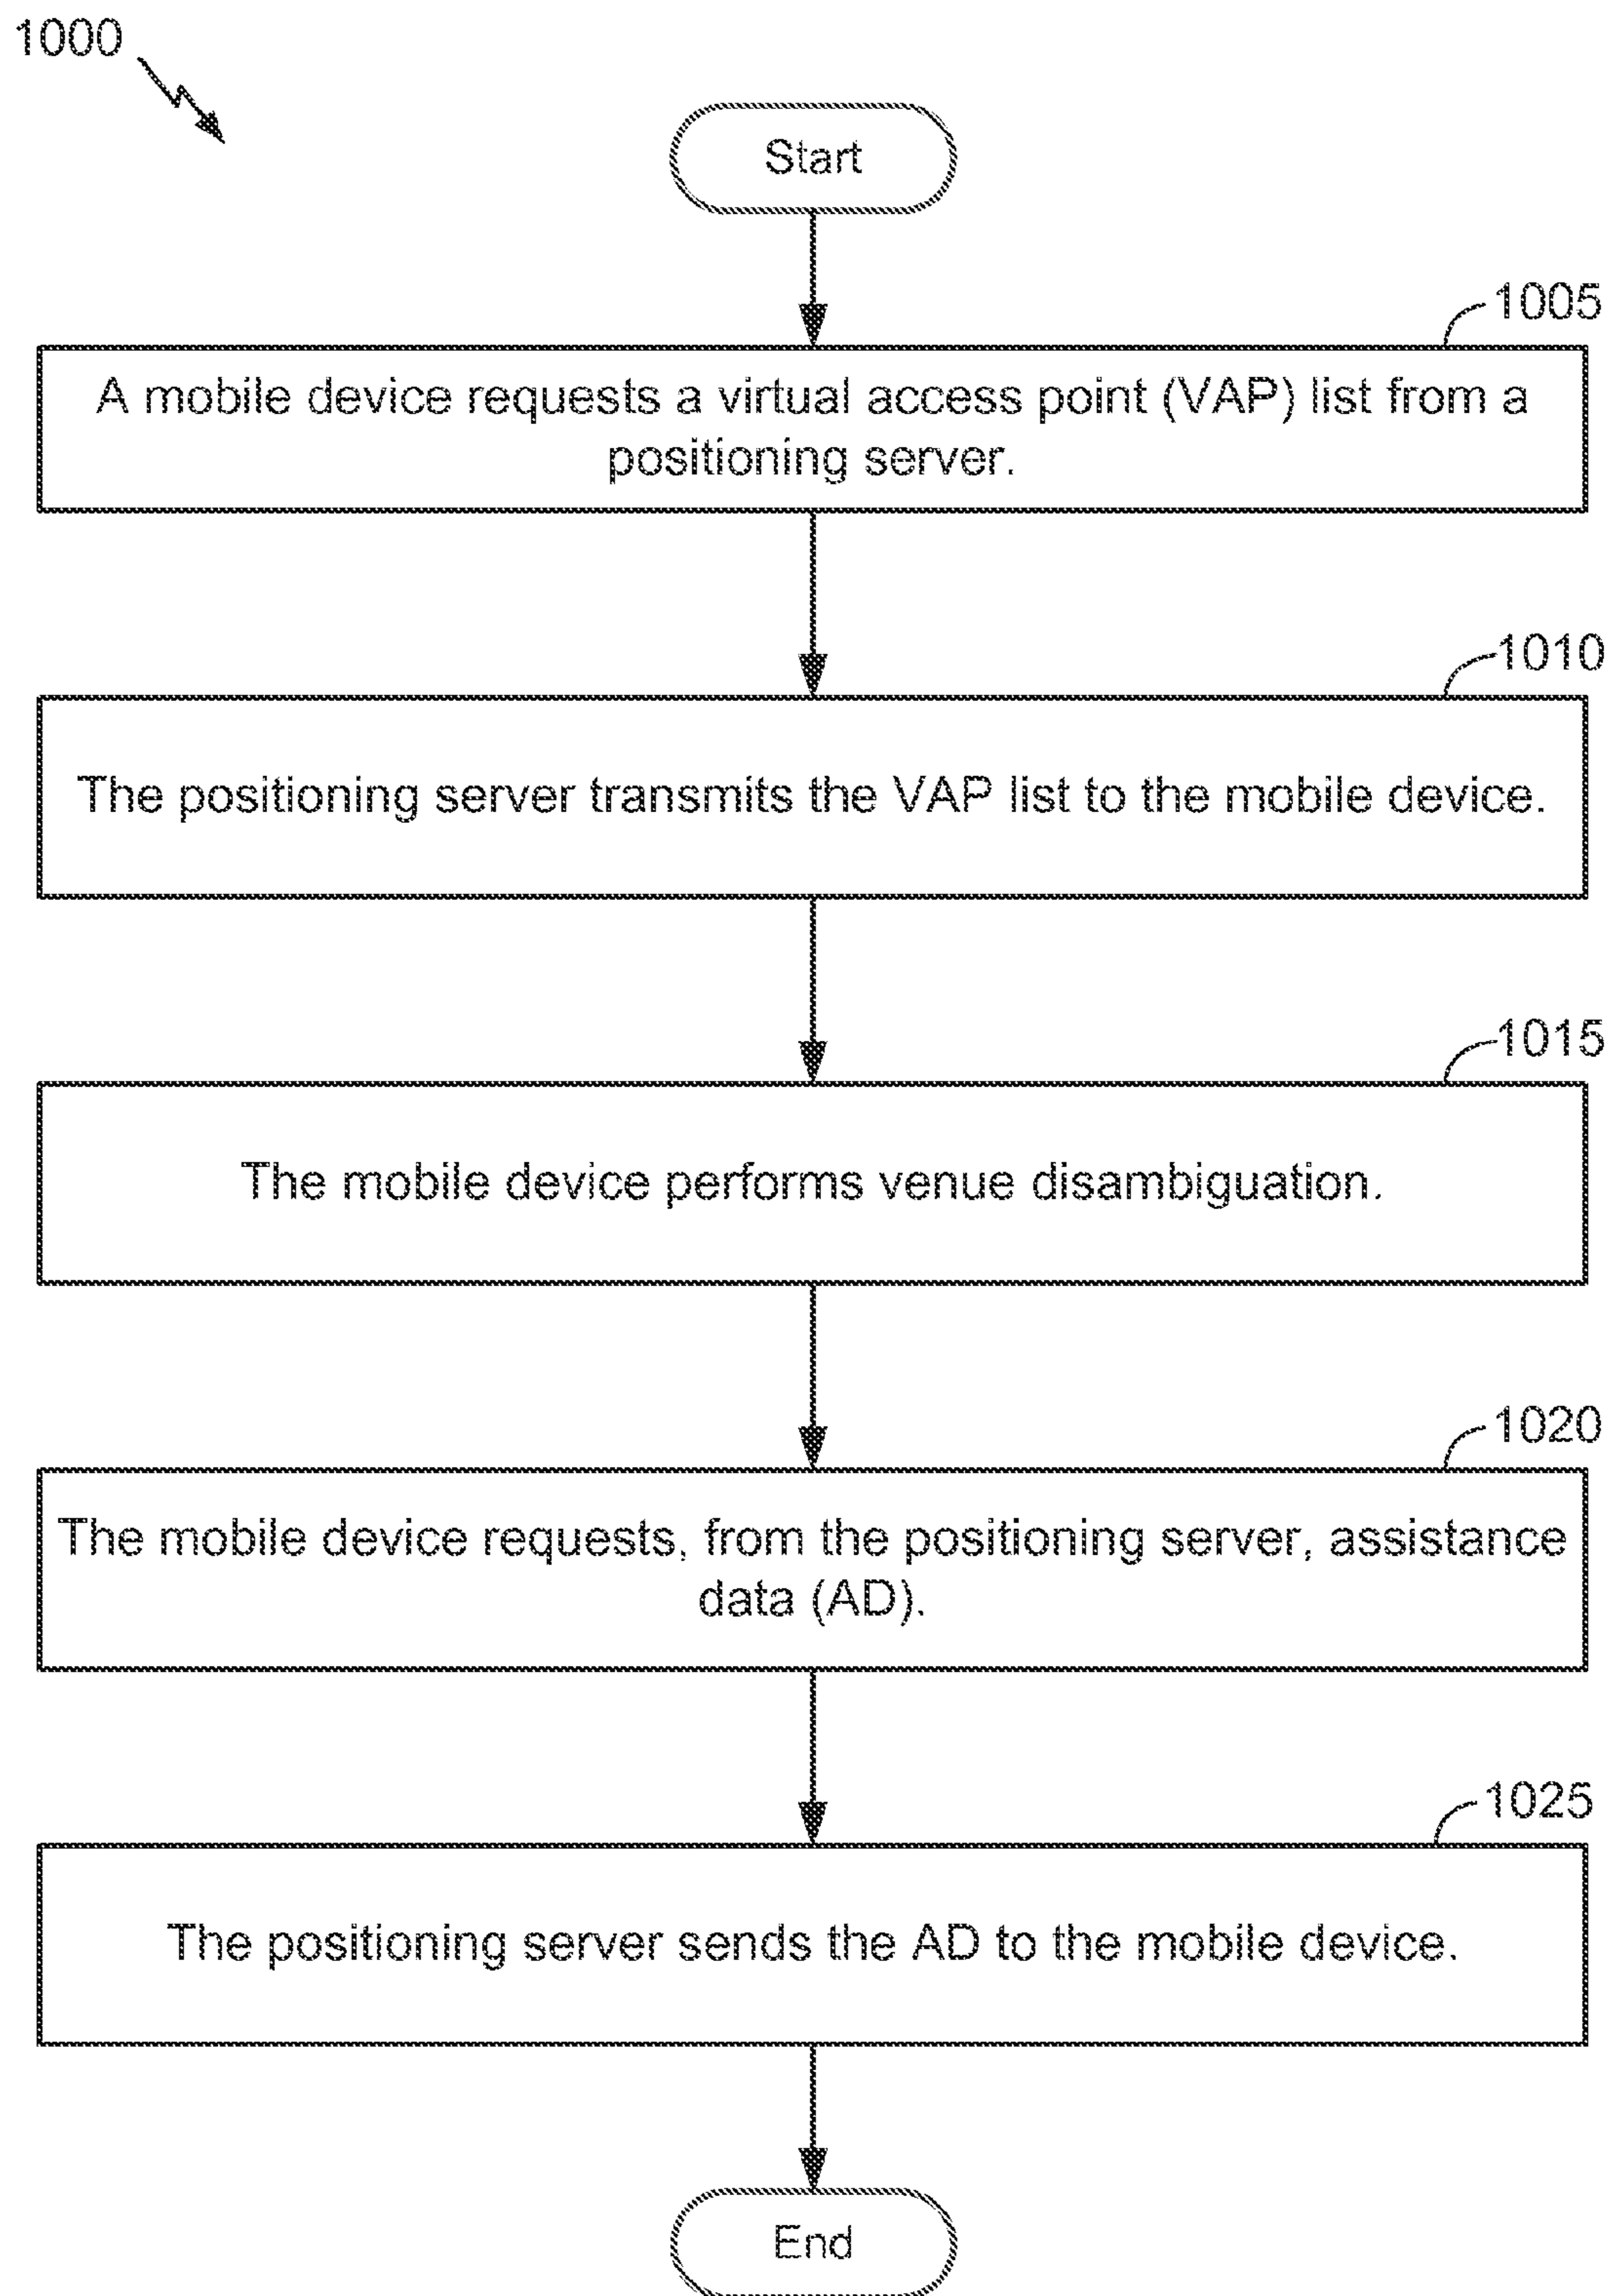 1000
Start
1005
A mobile device requests a virtual access point (VAP) list from a
positioning server.
1010
The positioning server transmits the VAP list to the mobile device.
1015
The mobile device performs venue disambiguation.
1020
The mobile device requests, from the positioning server, assistance
data (AD).
1025
The positioning server sends the AD to the mobile device.
End